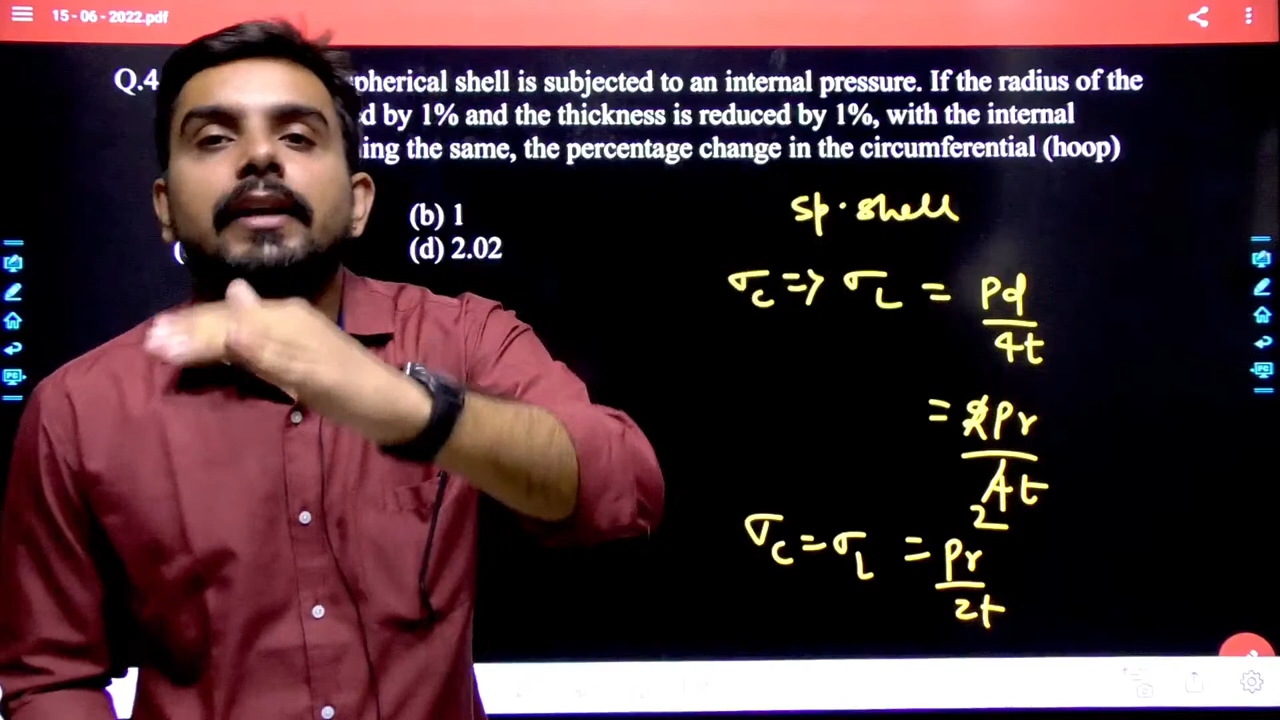 15 - 06 - 2022.pdf
Q.4 spherical shell is subjected to an internal pressure. If the radius of the
by 1% and the thickness is reduced by 1%, with the internal
the same, the percentage change in the circumferential (hoop)
(b) 1
(d) 2.02
Sp. shell
σc => σL = Pd/4t
= 2Pr/4t 2
σc = σL = Pr/2t